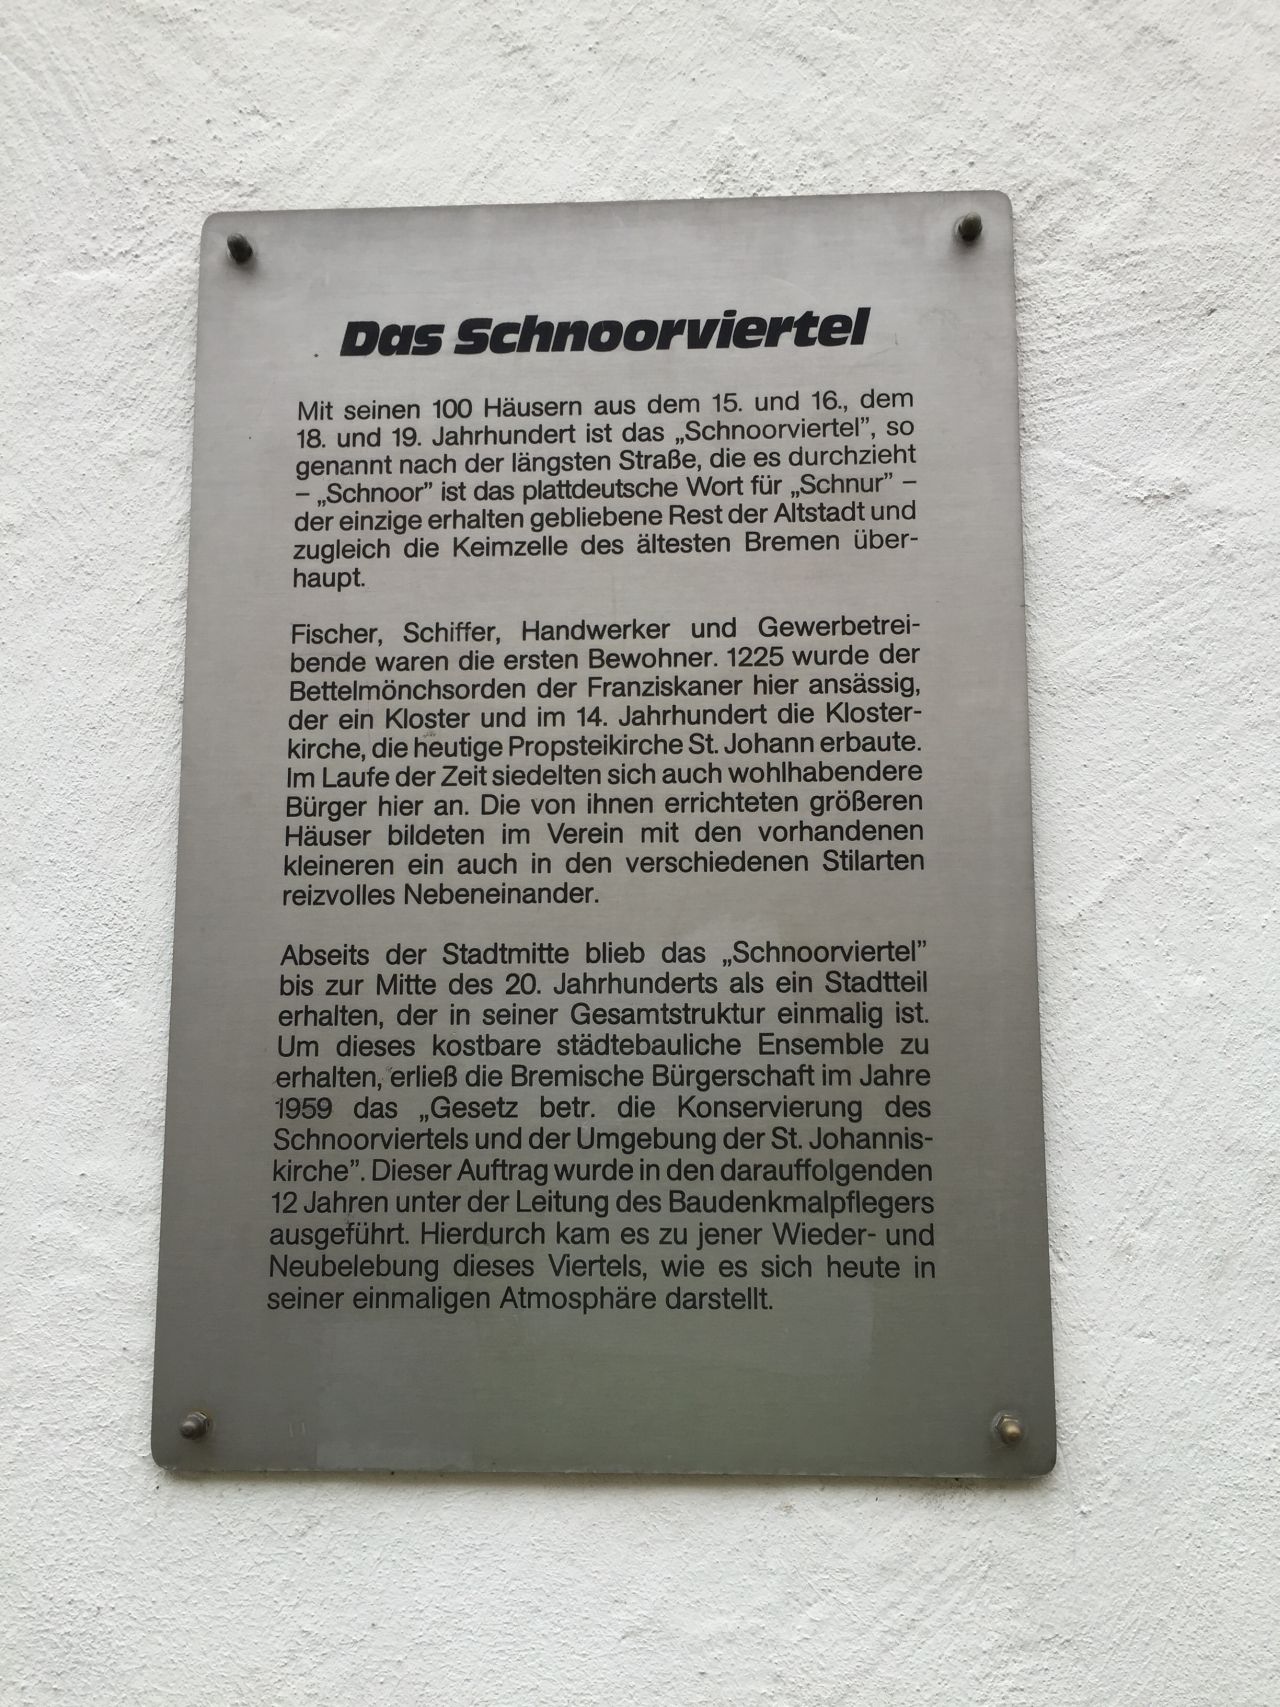 Das Schnoorviertel
Mit seinen 100 Häusern aus dem 15. und 16., dem
18. und 19. Jahrhundert ist das „Schnoorviertel”, so
genannt nach der längsten Straße, die es durchzieht
– „Schnoor” ist das plattdeutsche Wort für „Schnur” –
der einzige erhalten gebliebene Rest der Altstadt und
zugleich die Keimzelle des ältesten Bremen über-
haupt.
Fischer, Schiffer, Handwerker und Gewerbetrei-
bende waren die ersten Bewohner. 1225 wurde der
Bettelmönchsorden der Franziskaner hier ansässig,
der ein Kloster und im 14. Jahrhundert die Kloster-
kirche, die heutige Propsteikirche St. Johann erbaute.
Im Laufe der Zeit siedelten sich auch wohlhabendere
Bürger hier an. Die von ihnen errichteten größeren
Häuser bildeten im Verein mit den vorhandenen
kleineren ein auch in den verschiedenen Stilarten
reizvolles Nebeneinander.
Abseits der Stadtmitte blieb das „Schnoorviertel”
bis zur Mitte des 20. Jahrhunderts als ein Stadtteil
erhalten, der in seiner Gesamtstruktur einmalig ist.
Um dieses kostbare städtebauliche Ensemble zu
erhalten, erließ die Bremische Bürgerschaft im Jahre
1959 das „Gesetz betr. die Konservierung des
Schnoorviertels und der Umgebung der St. Johannis-
kirche”. Dieser Auftrag wurde in den darauffolgenden
12 Jahren unter der Leitung des Baudenkmalpflegers
ausgeführt. Hierdurch kam es zu jener Wieder- und
Neubelebung dieses Viertels, wie es sich heute in
seiner einmaligen Atmosphäre darstellt.